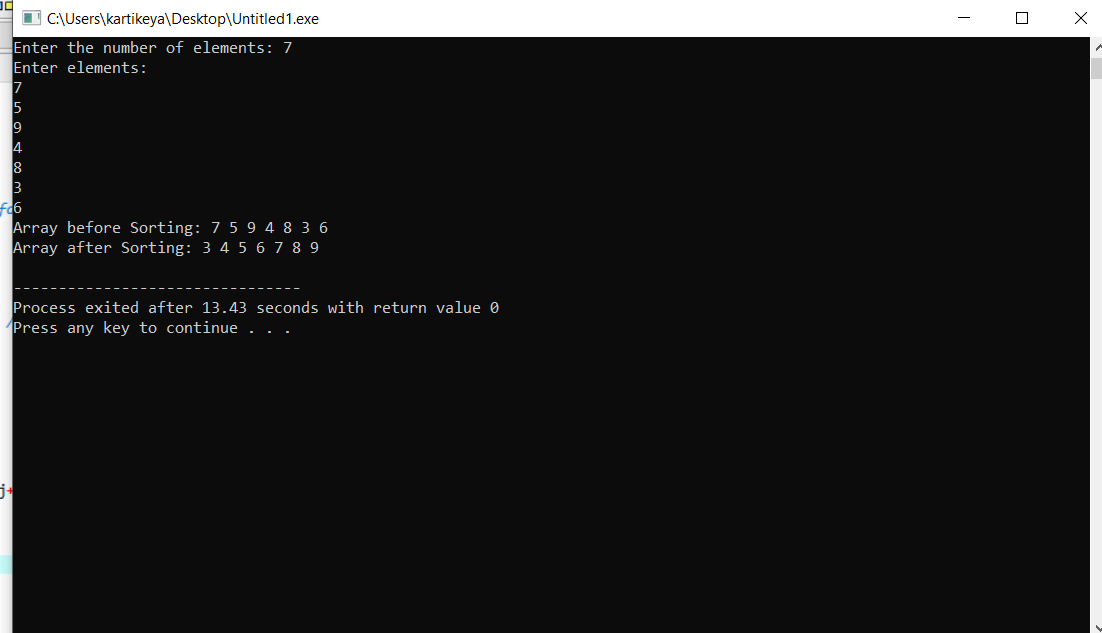 C:\Users\kartikeya\Desktop\Untitled1.exe
Enter the number of elements: 7
Enter elements:
7
5
9
4
8
3
6
Array before Sorting: 7 5 9 4 8 3 6
Array after Sorting: 3 4 5 6 7 8 9
--------------------------------
Process exited after 13.43 seconds with return value 0
Press any key to continue . . .